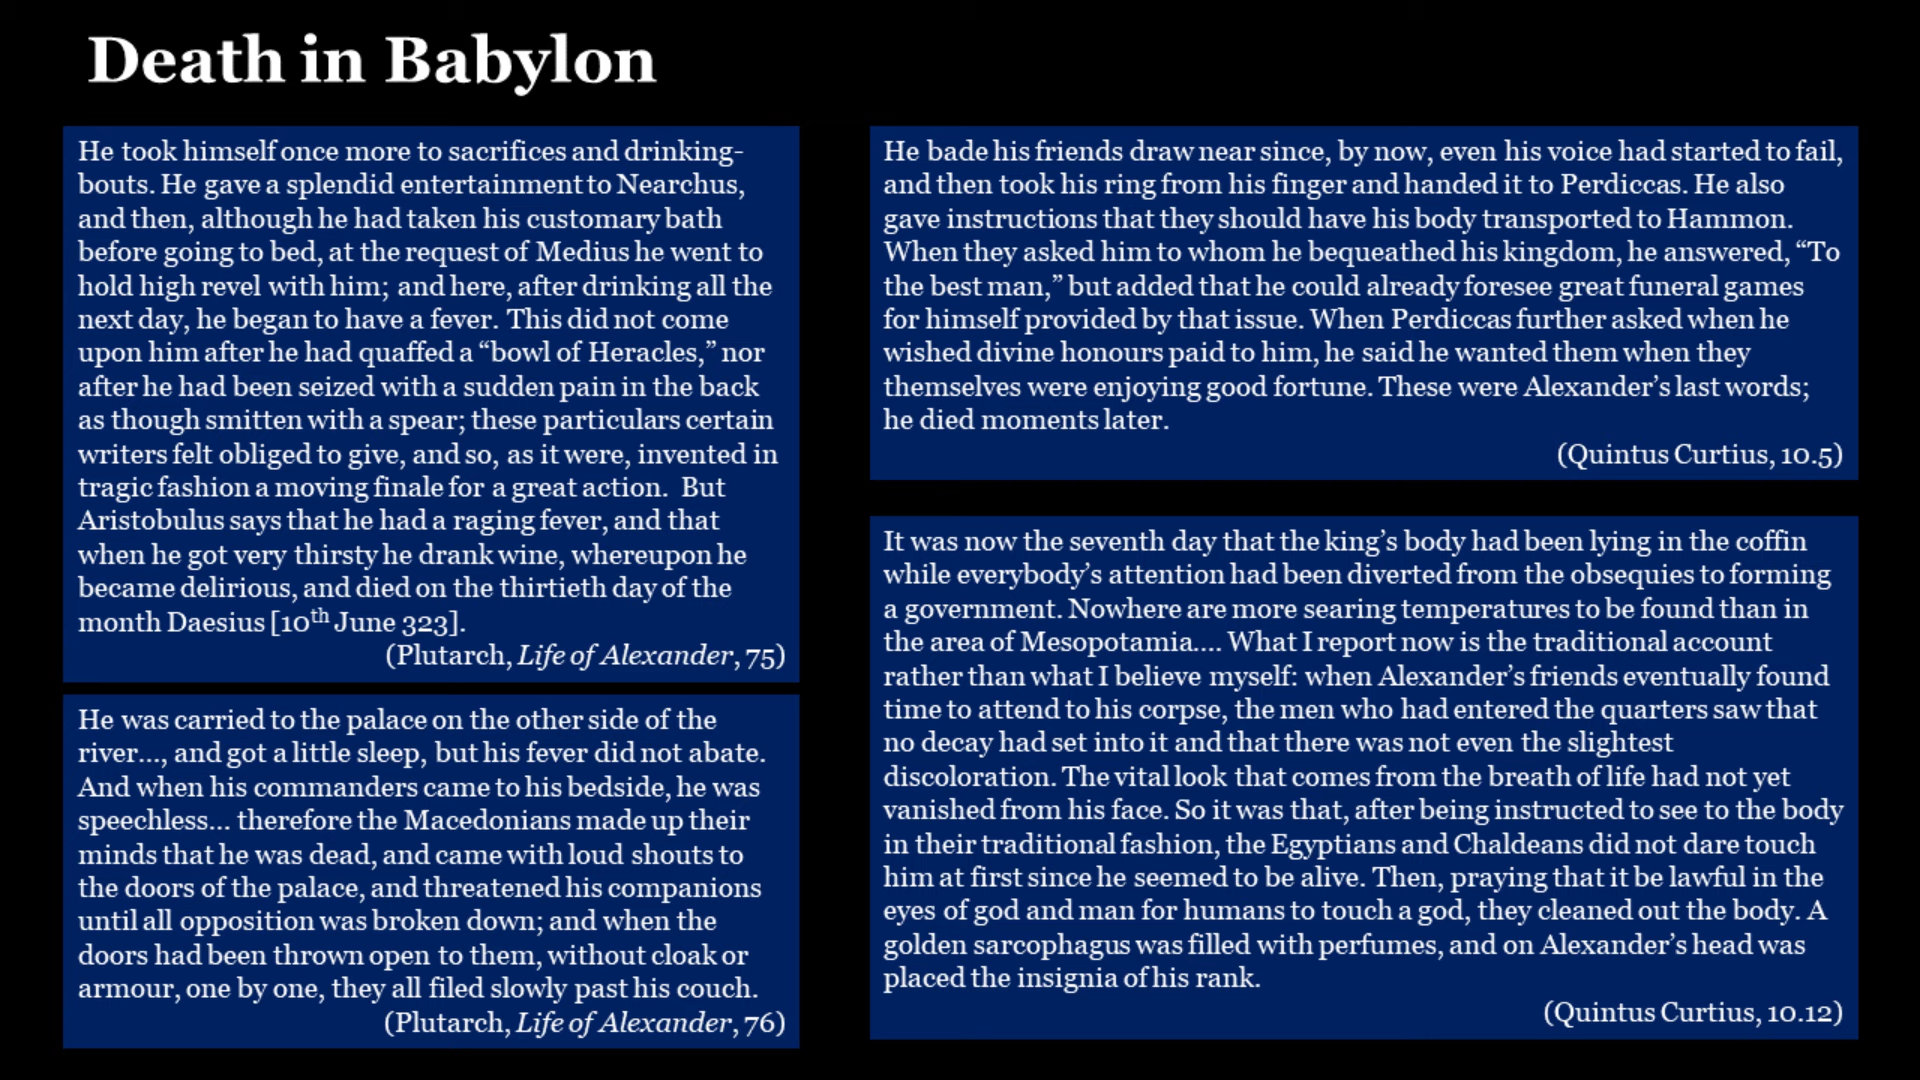 Death in Babylon
He took himself once more to sacrifices and drinking-
bouts. He gave a splendid entertainment to Nearchus,
and then, although he had taken his customary bath
before going to bed, at the request of Medius he went to
hold high revel with him; and here, after drinking all the
next day, he began to have a fever. This did not come
upon him after he had quaffed a “bowl of Heracles,” nor
after he had been seized with a sudden pain in the back
as though smitten with a spear; these particulars certain
writers felt obliged to give, and so, as it were, invented in
tragic fashion a moving finale for a great action.  But
Aristobulus says that he had a raging fever, and that
when he got very thirsty he drank wine, whereupon he
became delirious, and died on the thirtieth day of the
month Daesius [10th June 323].
(Plutarch, Life of Alexander, 75)
He was carried to the palace on the other side of the
river…, and got a little sleep, but his fever did not abate.
And when his commanders came to his bedside, he was
speechless… therefore the Macedonians made up their
minds that he was dead, and came with loud shouts to
the doors of the palace, and threatened his companions
until all opposition was broken down; and when the
doors had been thrown open to them, without cloak or
armour, one by one, they all filed slowly past his couch.
(Plutarch, Life of Alexander, 76)
He bade his friends draw near since, by now, even his voice had started to fail,
and then took his ring from his finger and handed it to Perdiccas. He also
gave instructions that they should have his body transported to Hammon.
When they asked him to whom he bequeathed his kingdom, he answered, “To
the best man,” but added that he could already foresee great funeral games
for himself provided by that issue. When Perdiccas further asked when he
wished divine honours paid to him, he said he wanted them when they
themselves were enjoying good fortune. These were Alexander’s last words;
he died moments later.
(Quintus Curtius, 10.5)
It was now the seventh day that the king’s body had been lying in the coffin
while everybody’s attention had been diverted from the obsequies to forming
a government. Nowhere are more searing temperatures to be found than in
the area of Mesopotamia…. What I report now is the traditional account
rather than what I believe myself: when Alexander’s friends eventually found
time to attend to his corpse, the men who had entered the quarters saw that
no decay had set into it and that there was not even the slightest
discoloration. The vital look that comes from the breath of life had not yet
vanished from his face. So it was that, after being instructed to see to the body
in their traditional fashion, the Egyptians and Chaldeans did not dare touch
him at first since he seemed to be alive. Then, praying that it be lawful in the
eyes of god and man for humans to touch a god, they cleaned out the body. A
golden sarcophagus was filled with perfumes, and on Alexander’s head was
placed the insignia of his rank.
(Quintus Curtius, 10.12)